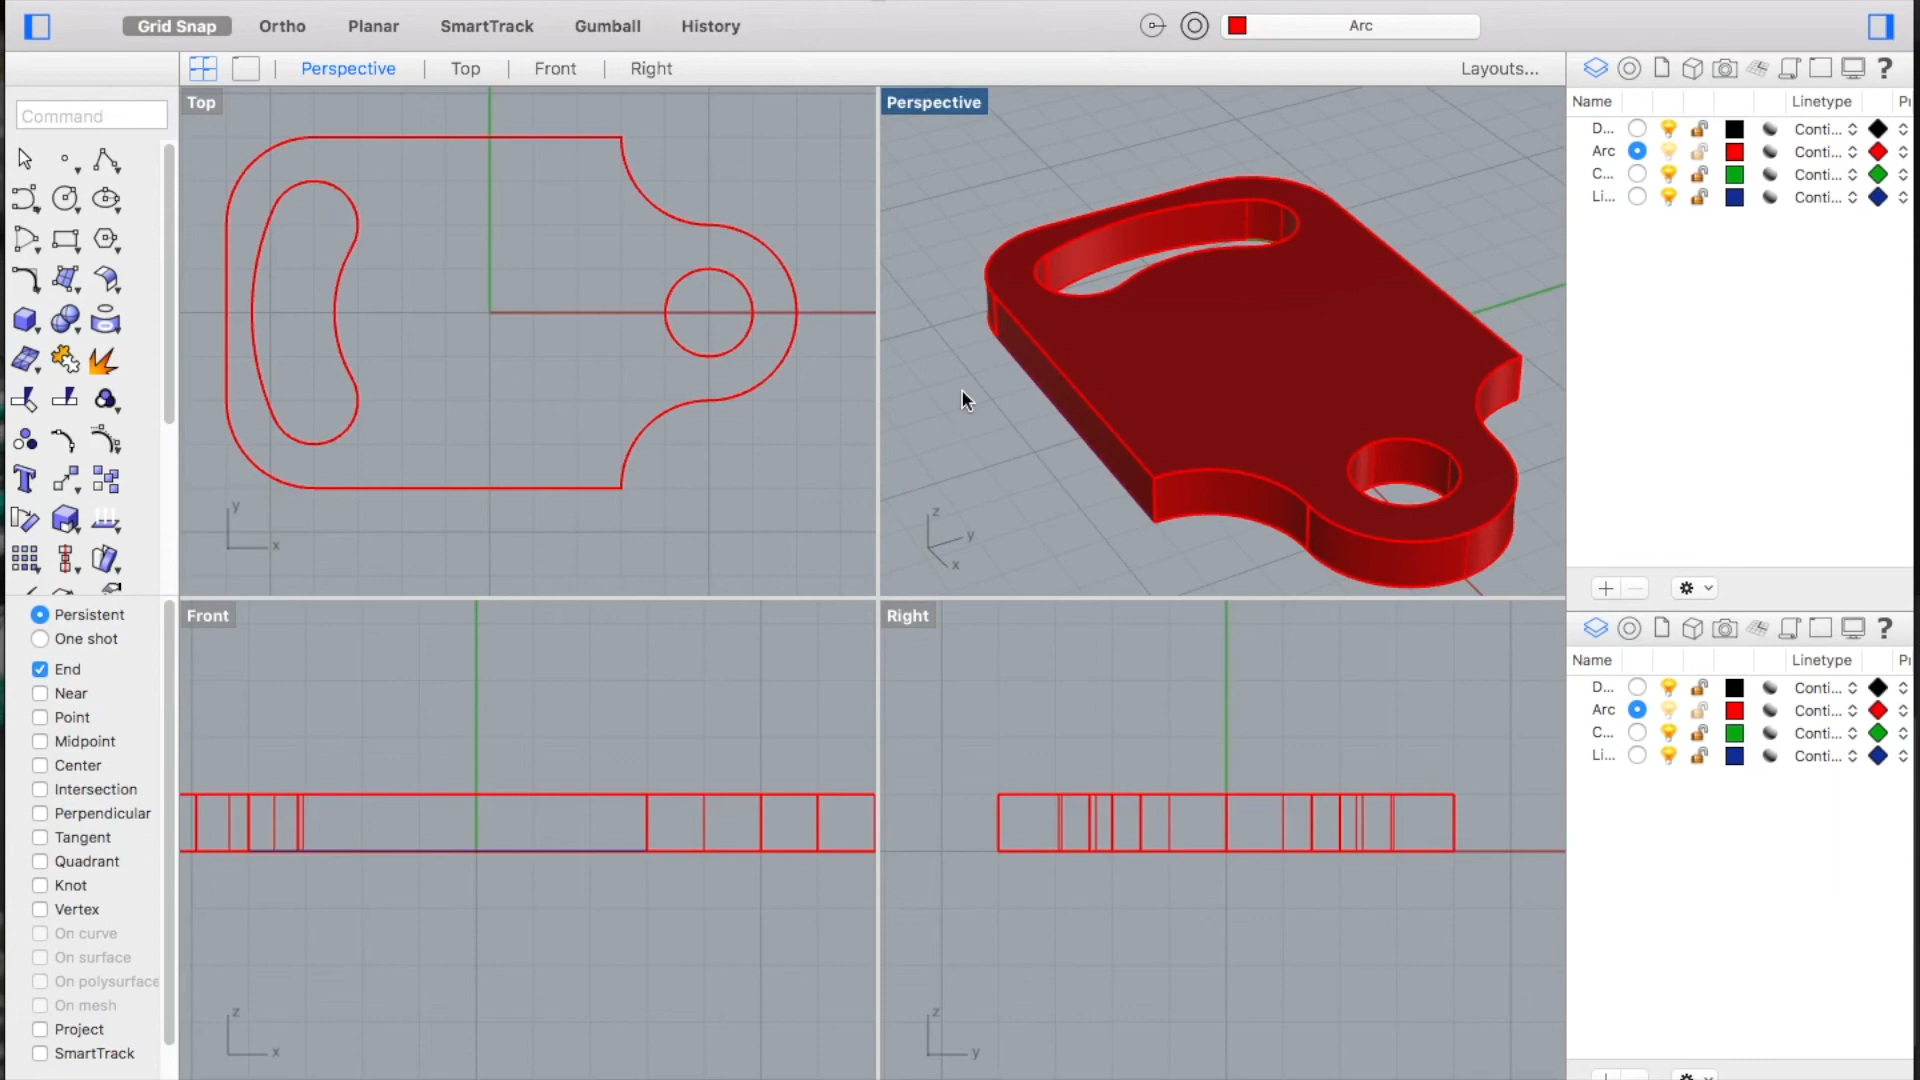 Grid Snap Ortho Planar SmartTrack Gumball History Arc
Perspective Top Front Right Layouts...
Command
Top
Perspective
Front
Right
y
x
z
y
x
z
x
z
y
Persistent
One shot
End
Near
Point
Midpoint
Center
Intersection
Perpendicular
Tangent
Quadrant
Knot
Vertex
On curve
On surface
On polysurface
On mesh
Project
SmartTrack
Name Linetype P
D... Conti...
Arc Conti...
C... Conti...
Li... Conti...
Name Linetype P
D... Conti...
Arc Conti...
C... Conti...
Li... Conti...